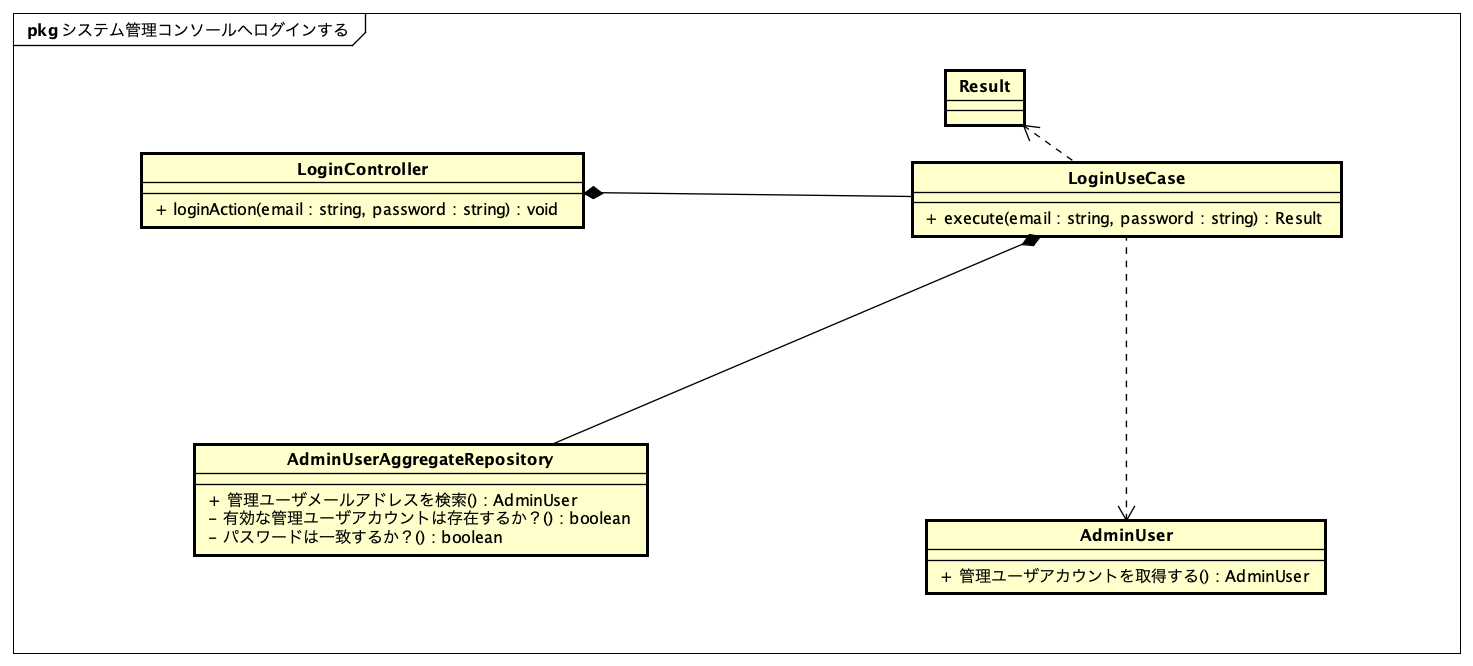 pkg システム管理コンソールへログインする
Result
LoginController
+ loginAction(email : string, password : string) : void
LoginUseCase
+ execute(email : string, password : string) : Result
AdminUserAggregateRepository
+ 管理ユーザメールアドレスを検索() : AdminUser
- 有効な管理ユーザアカウントは存在するか？() : boolean
- パスワードは一致するか？() : boolean
AdminUser
+ 管理ユーザアカウントを取得する() : AdminUser